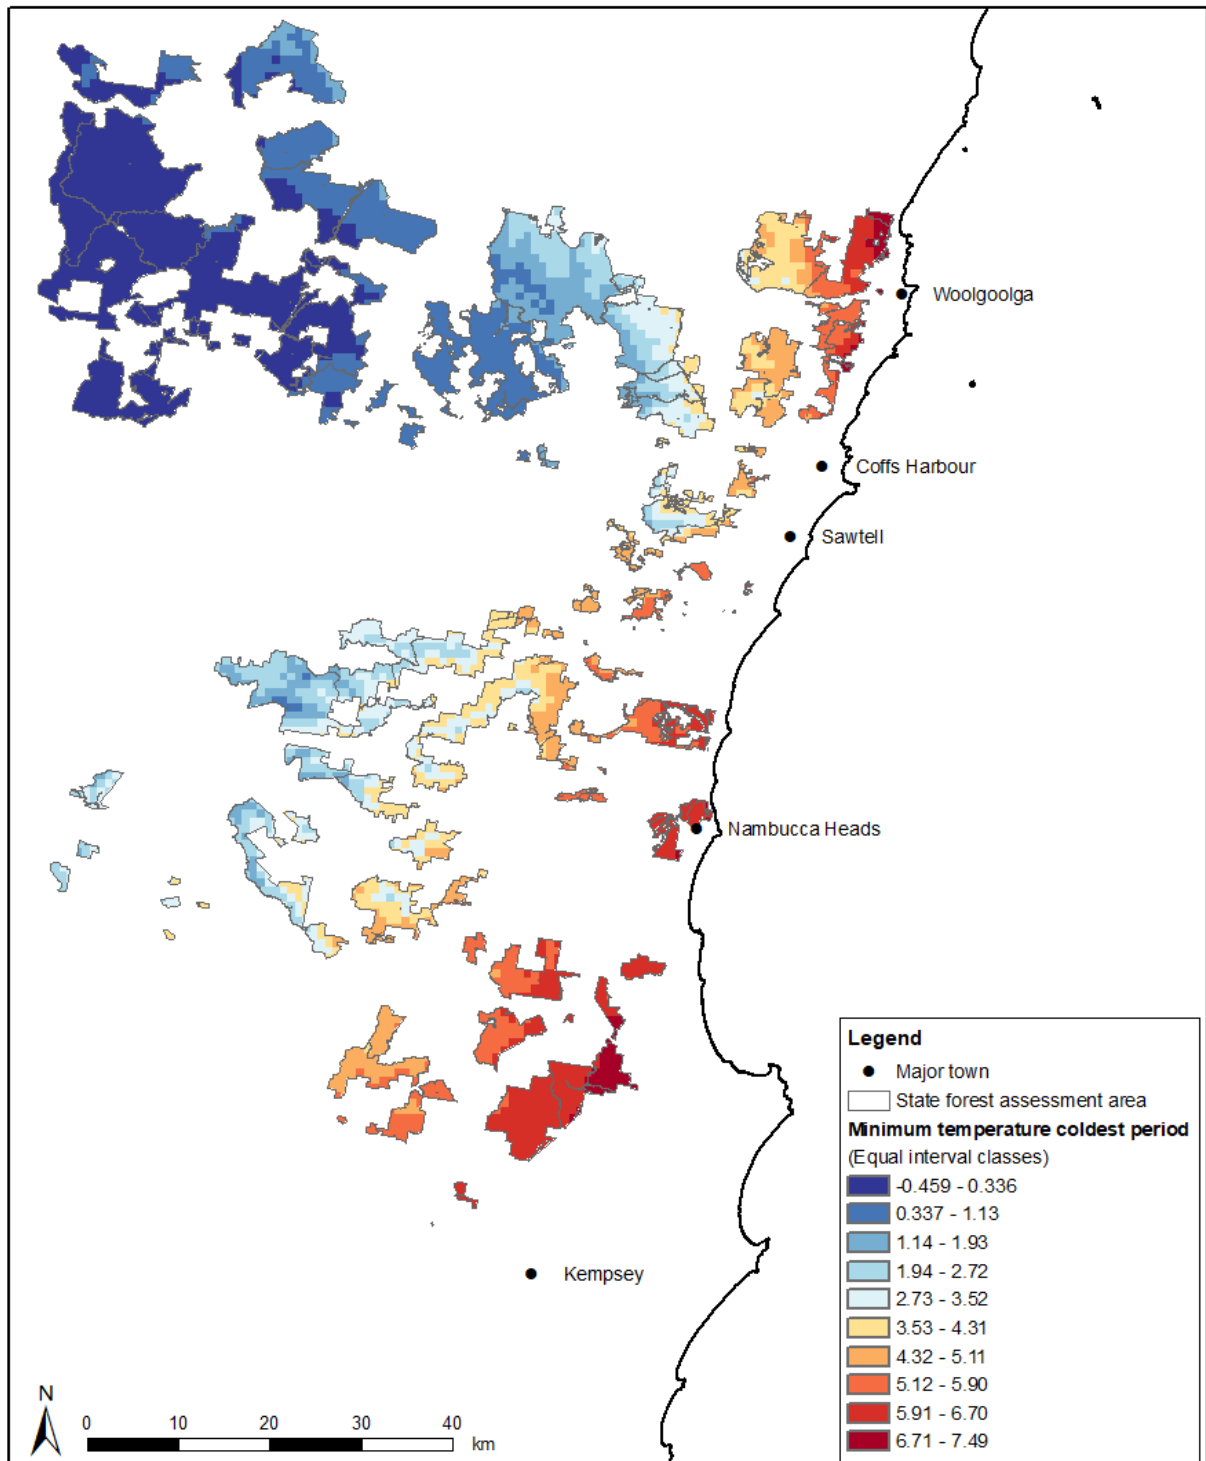 Woolgoolga
Coffs Harbour
Sawtell
Nambucca Heads
Kempsey
Legend
Major town
State forest assessment area
Minimum temperature coldest period
(Equal interval classes)
-0.459 - 0.336
0.337 - 1.13
1.14 - 1.93
1.94 - 2.72
2.73 - 3.52
3.53 - 4.31
4.32 - 5.11
5.12 - 5.90
5.91 - 6.70
6.71 - 7.49
N
0 10 20 30 40
km